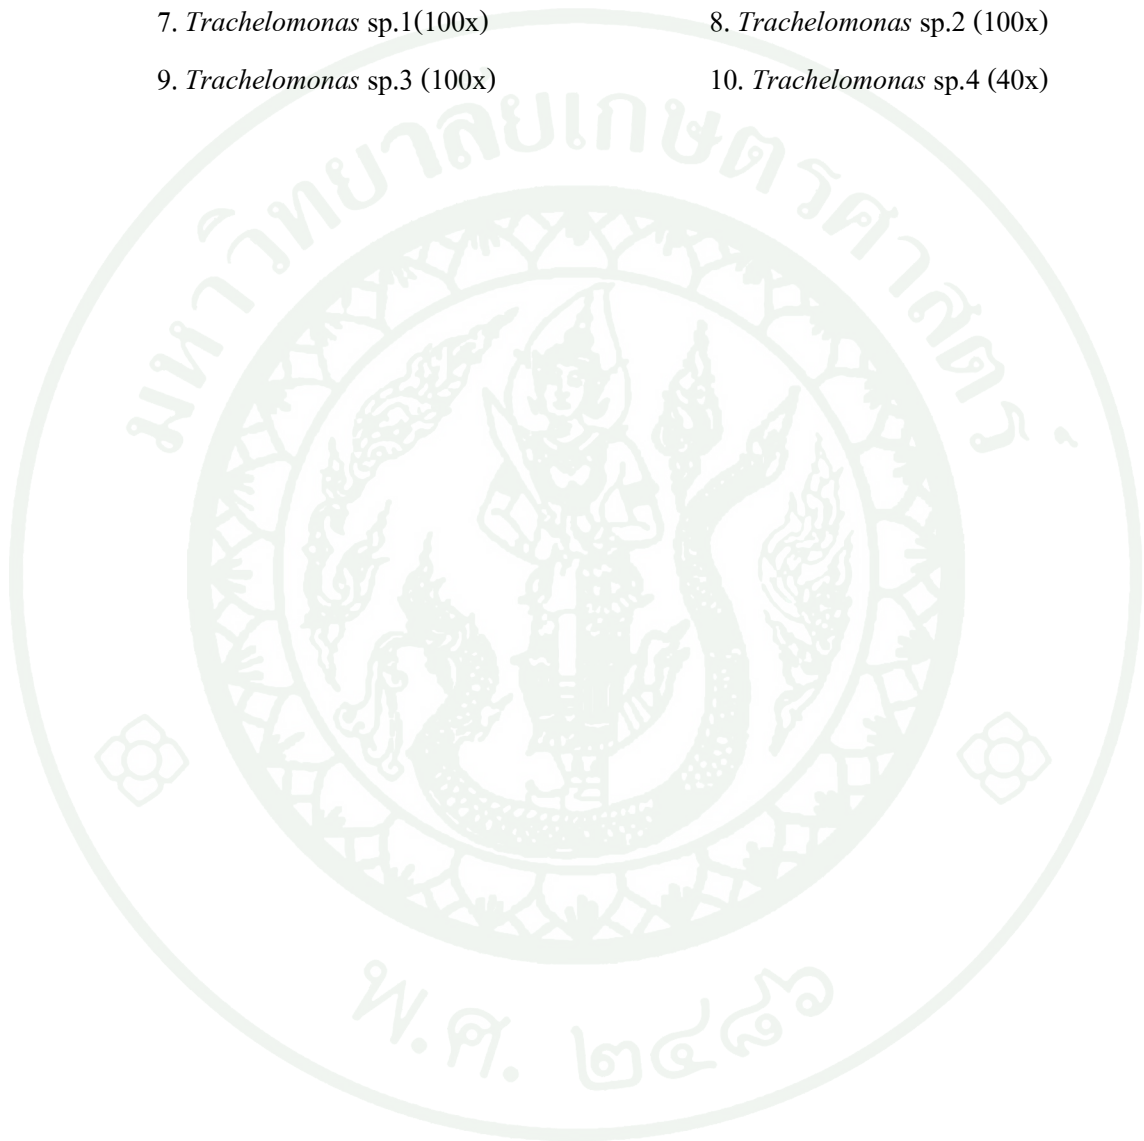 7. Trachelomonas sp.1(100x) 8. Trachelomonas sp.2 (100x)
9. Trachelomonas sp.3 (100x) 10. Trachelomonas sp.4 (40x)
มหาวิทยาลัยเกษตรศาสตร์
พ.ศ. ๒๔๘๖